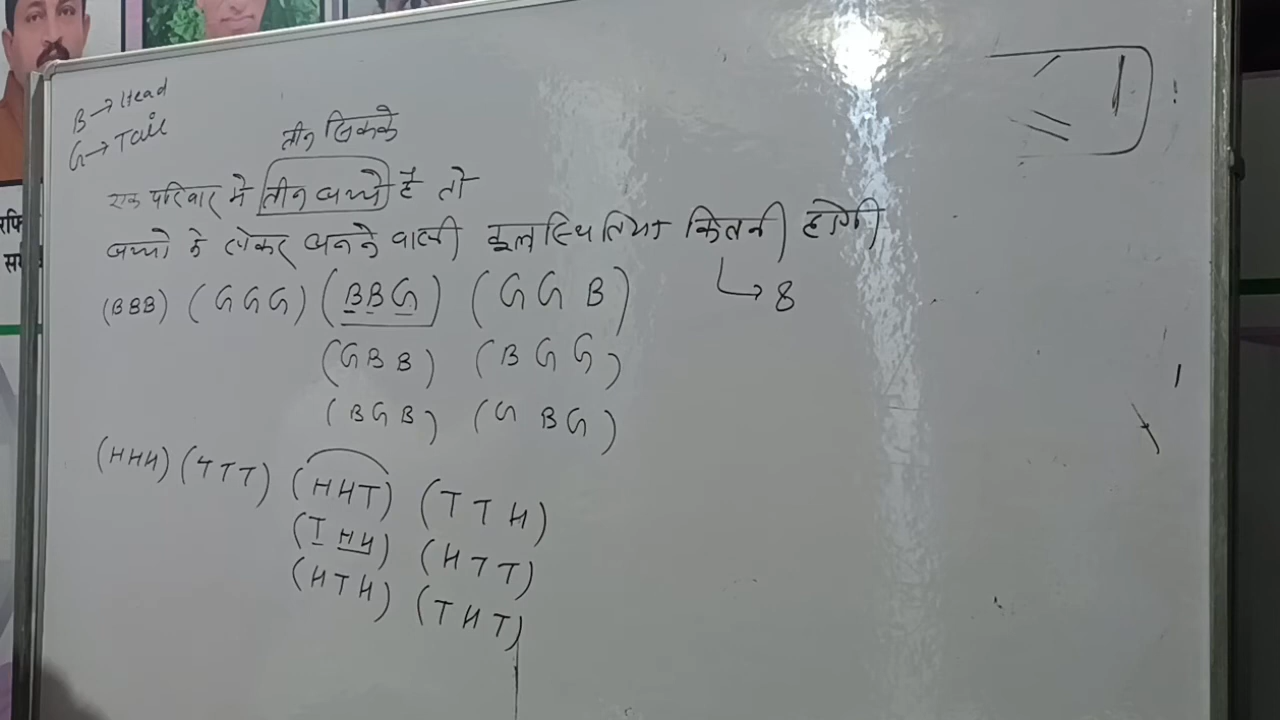 B→Head
G→Tail
तीन सिक्के
एक परिवार में तीन बच्चे है तो
बच्चो को लेकर बनने वाली कुल स्थितिया कितनी होगी
(BBB) (GGG) (BBG) (GGB) → 8
(GBB) (BGG)
(BGB) (GBG)
(HHH) (TTT) (HHT) (TTH)
(THH) (HTT)
(HTH) (THT)